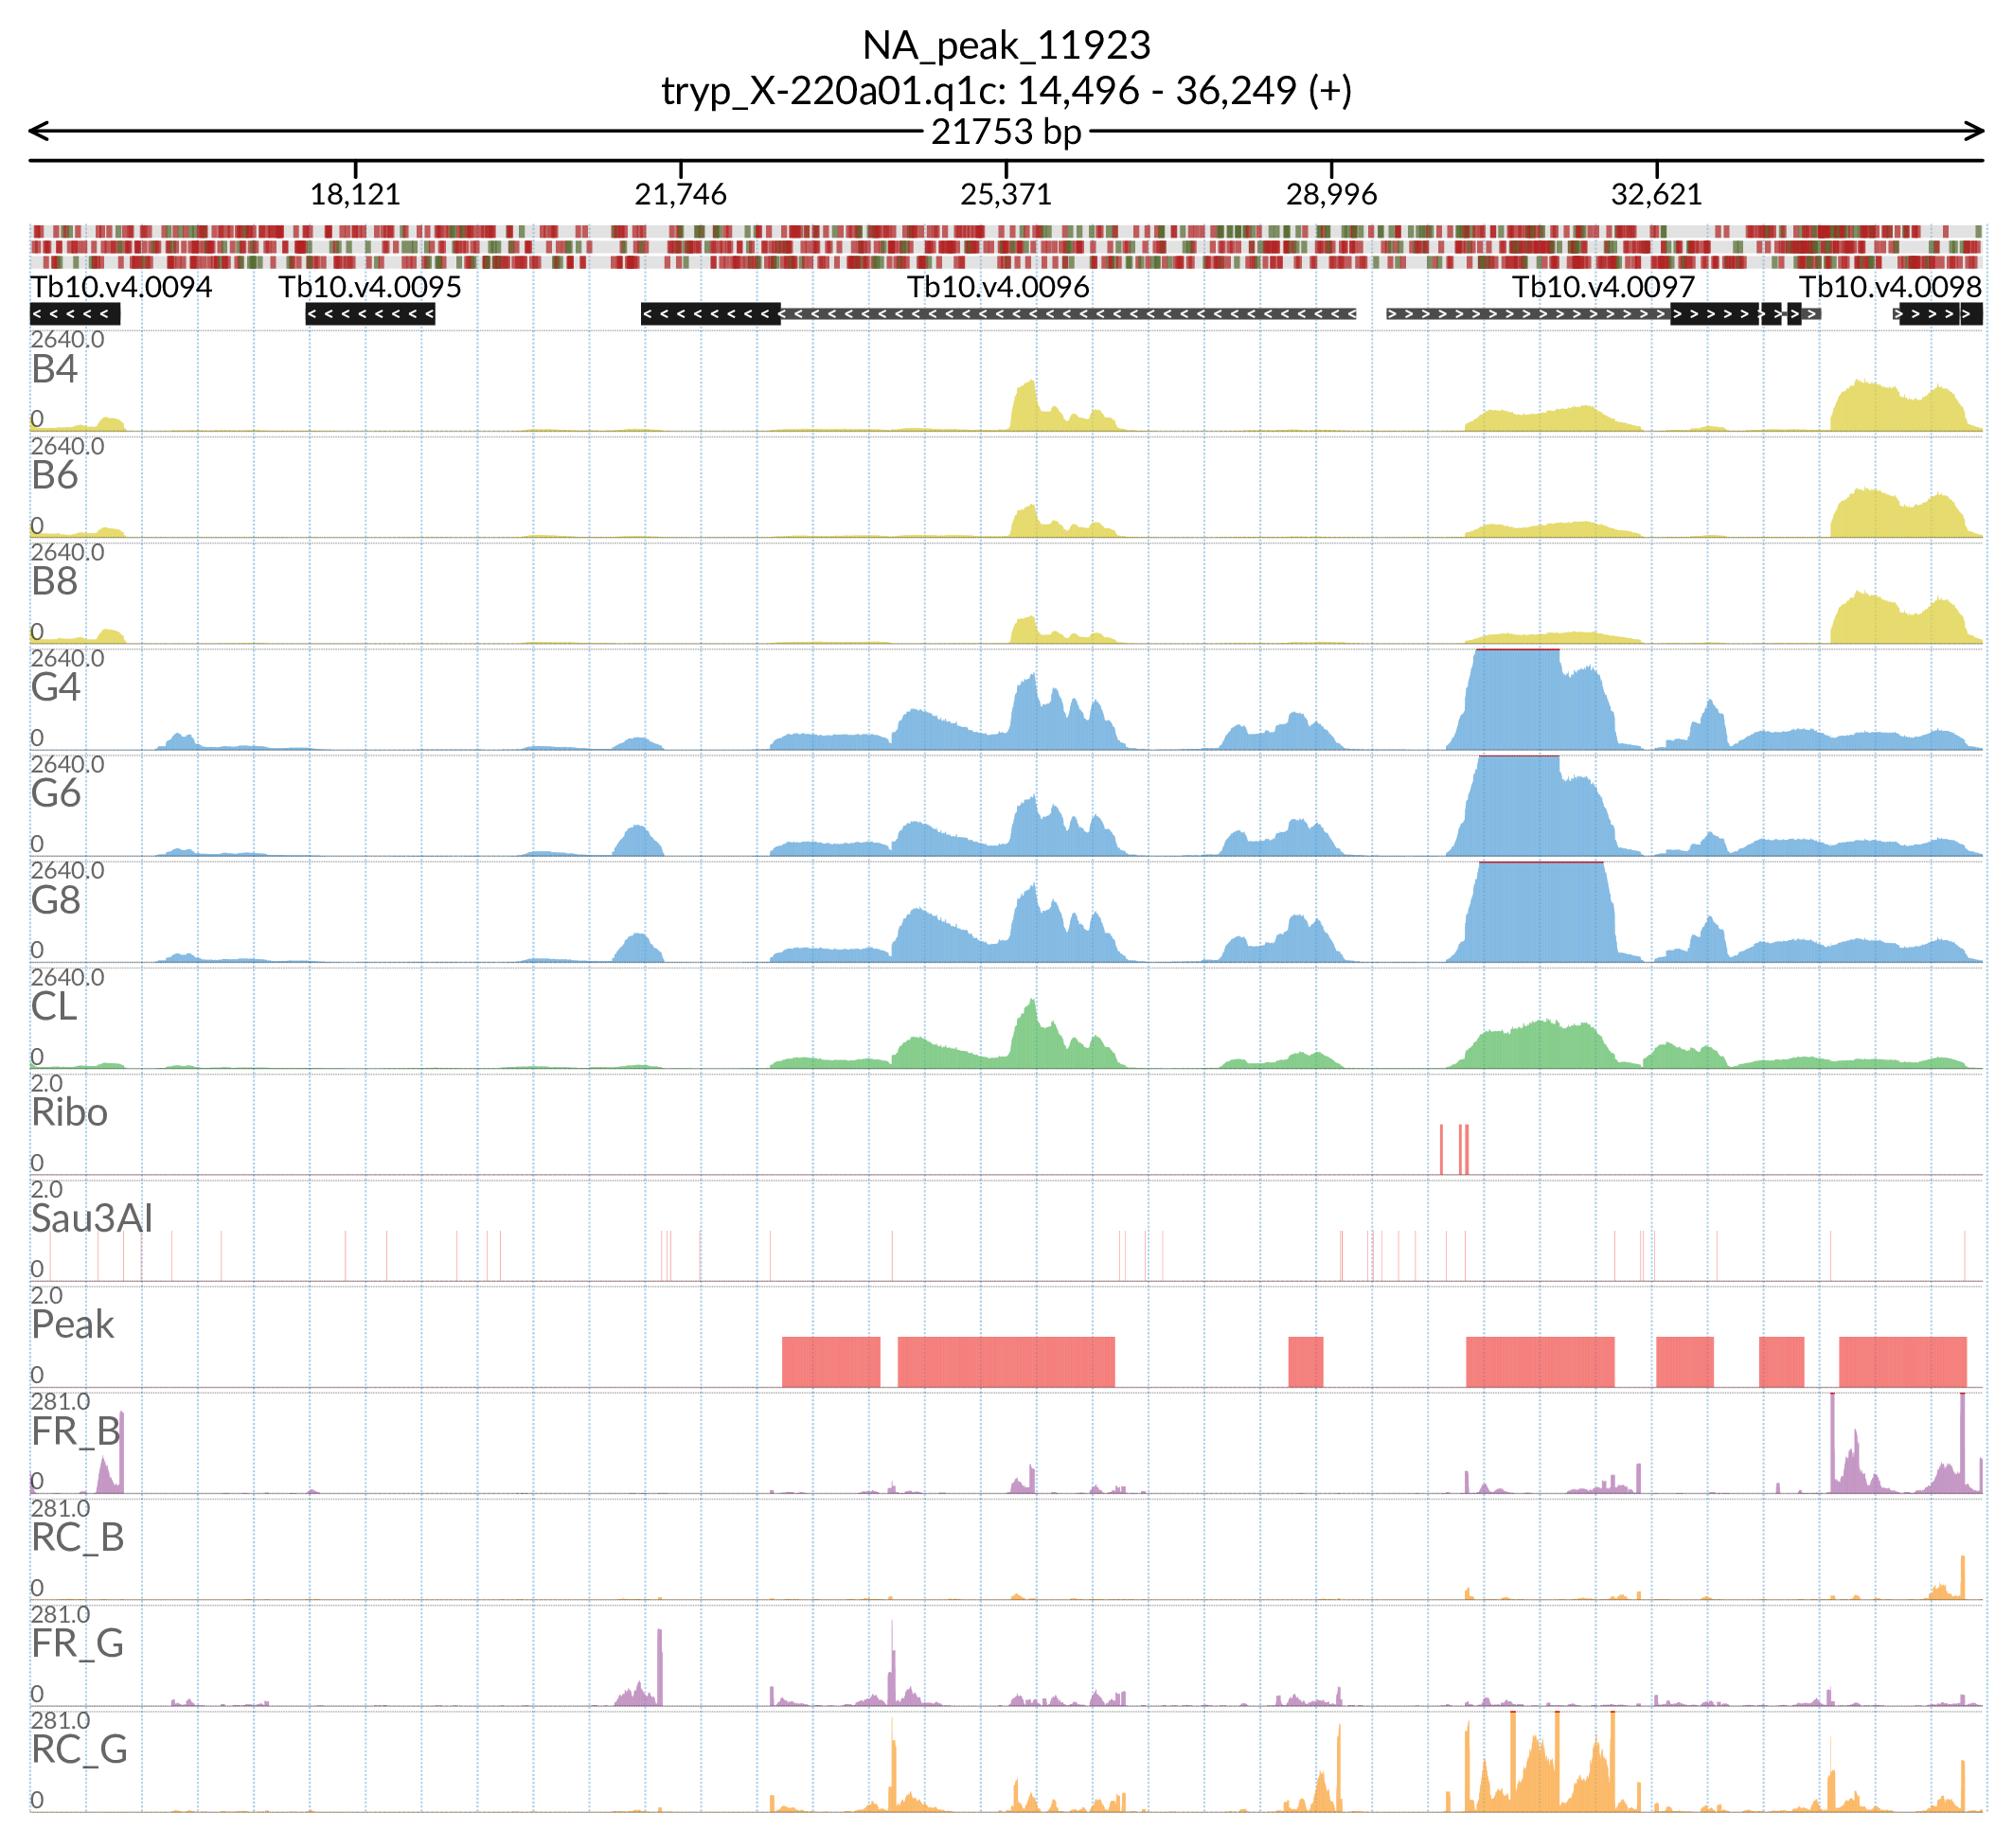 NA_peak_11923
tryp_X-220a01.q1c: 14,496 - 36,249 (+)
21753 bp
18,121 21,746 25,371 28,996 32,621
Tb10.v4.0094 Tb10.v4.0095 Tb10.v4.0096 Tb10.v4.0097 Tb10.v4.0098
2640.0
B4
0
2640.0
B6
0
2640.0
B8
0
2640.0
G4
0
2640.0
G6
0
2640.0
G8
0
2640.0
CL
0
2.0
Ribo
0
2.0
Sau3AI
0
2.0
Peak
0
281.0
FR_B
0
281.0
RC_B
0
281.0
FR_G
0
281.0
RC_G
0